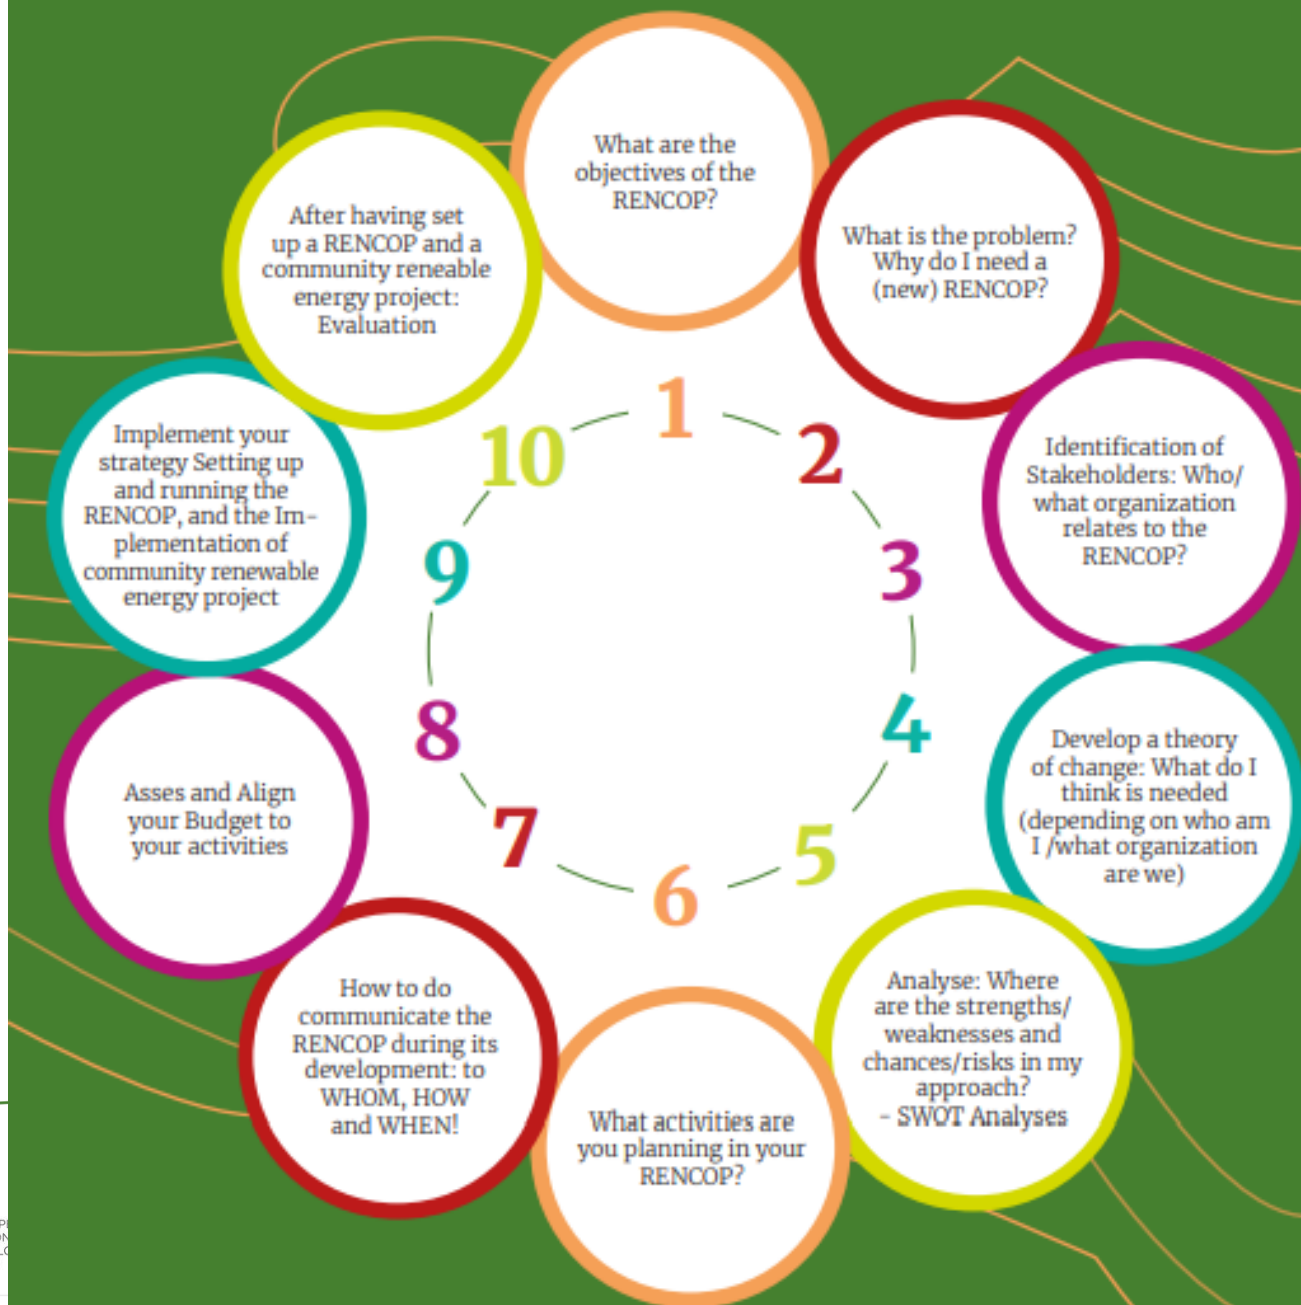 What are the
objectives of the
RENCOP?
What is the problem?
Why do I need a
(new) RENCOP?
Identification of
Stakeholders: Who/
what organization
relates to the
RENCOP?
Develop a theory
of change: What do I
think is needed
(depending on who am
I /what organization
are we)
Analyse: Where
are the strengths/
weaknesses and
chances/risks in my
approach?
- SWOT Analyses
What activities are
you planning in your
RENCOP?
How to do
communicate the
RENCOP during its
development: to
WHOM, HOW
and WHEN!
Asses and Align
your Budget to
your activities
Implement your
strategy Setting up
and running the
RENCOP, and the Im-
plementation of
community renewable
energy project
After having set
up a RENCOP and a
community reneable
energy project:
Evaluation
1
2
3
4
5
6
7
8
9
10